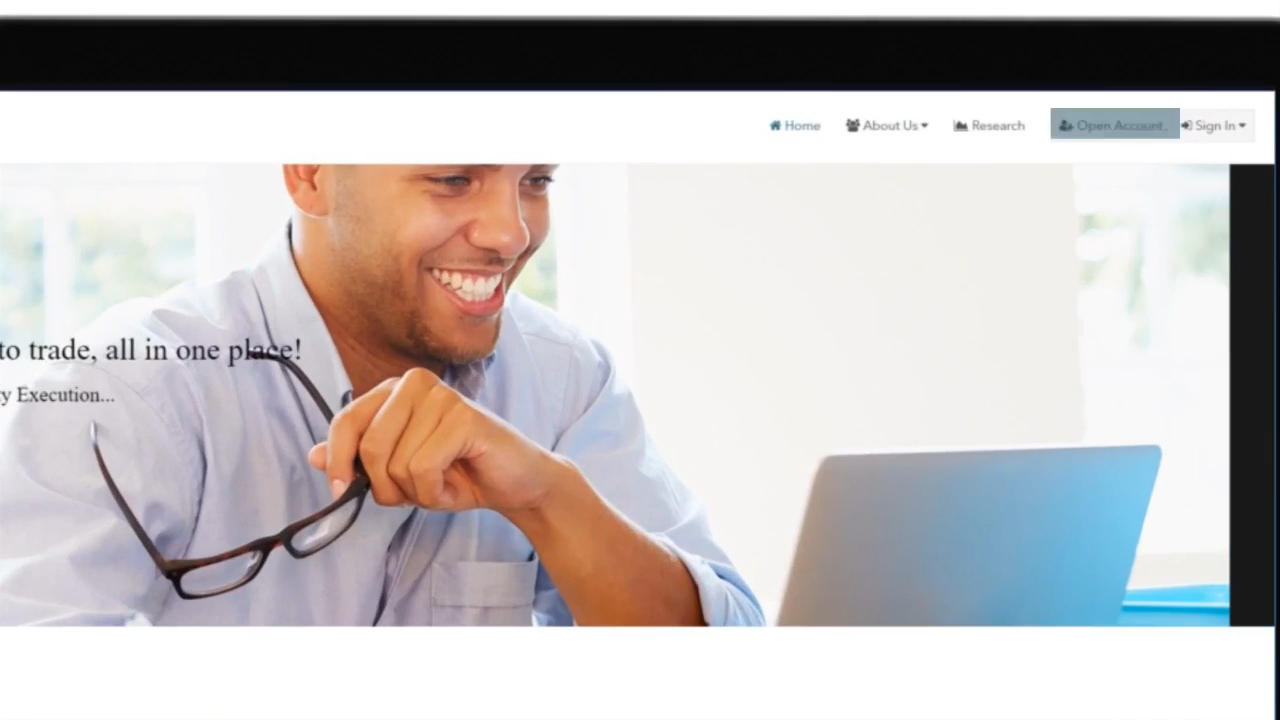 Home About Us Research Open Account Sign In
to trade, all in one place!
y Execution...